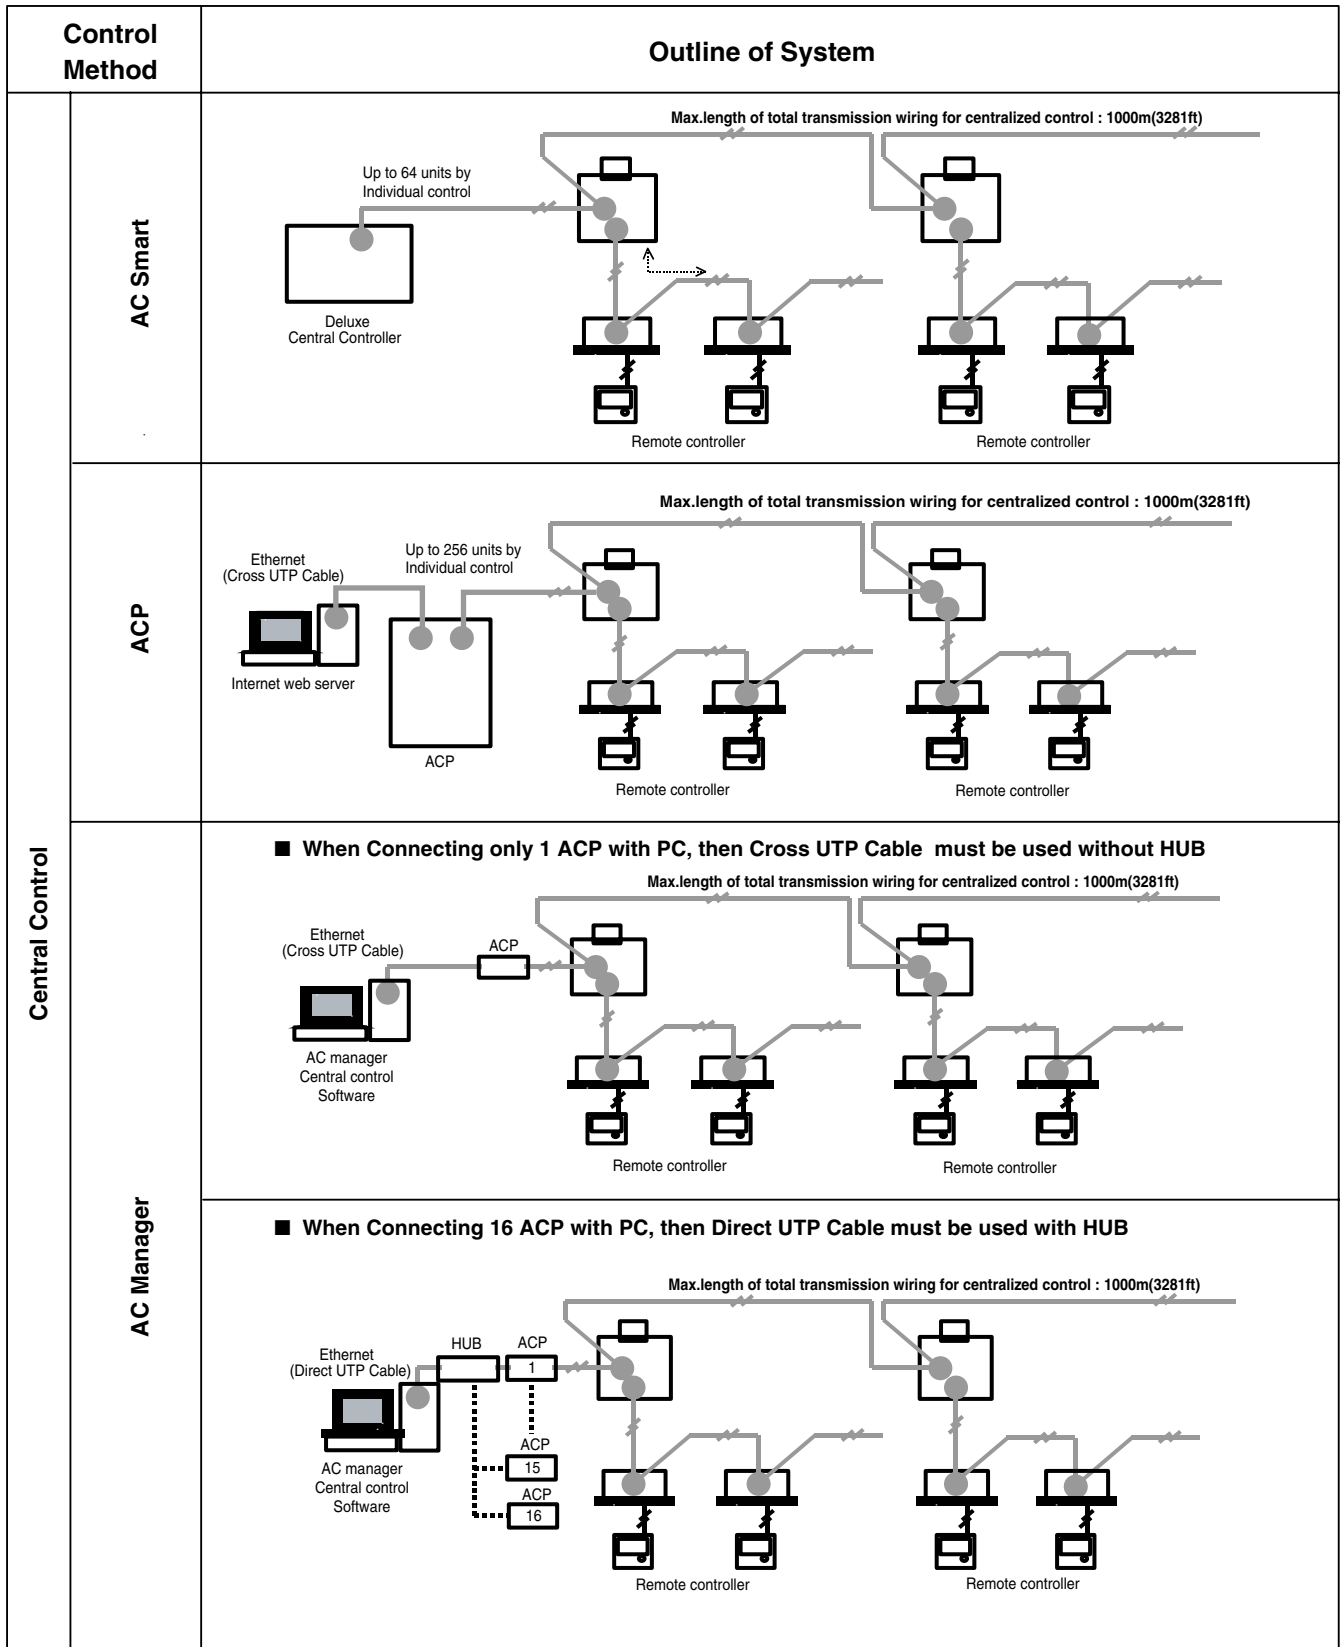 Control
Method
Outline of System
Central Control
AC Smart
Max.length of total transmission wiring for centralized control : 1000m(3281ft)
Up to 64 units by
Individual control
Deluxe
Central Controller
Remote controller
Remote controller
ACP
Max.length of total transmission wiring for centralized control : 1000m(3281ft)
Ethernet
(Cross UTP Cable)
Up to 256 units by
Individual control
Internet web server
ACP
Remote controller
Remote controller
AC Manager
■ When Connecting only 1 ACP with PC, then Cross UTP Cable must be used without HUB
Max.length of total transmission wiring for centralized control : 1000m(3281ft)
Ethernet
(Cross UTP Cable)
ACP
AC manager
Central control
Software
Remote controller
Remote controller
■ When Connecting 16 ACP with PC, then Direct UTP Cable must be used with HUB
Max.length of total transmission wiring for centralized control : 1000m(3281ft)
Ethernet
(Direct UTP Cable)
HUB
ACP
1
ACP
15
ACP
16
AC manager
Central control
Software
Remote controller
Remote controller